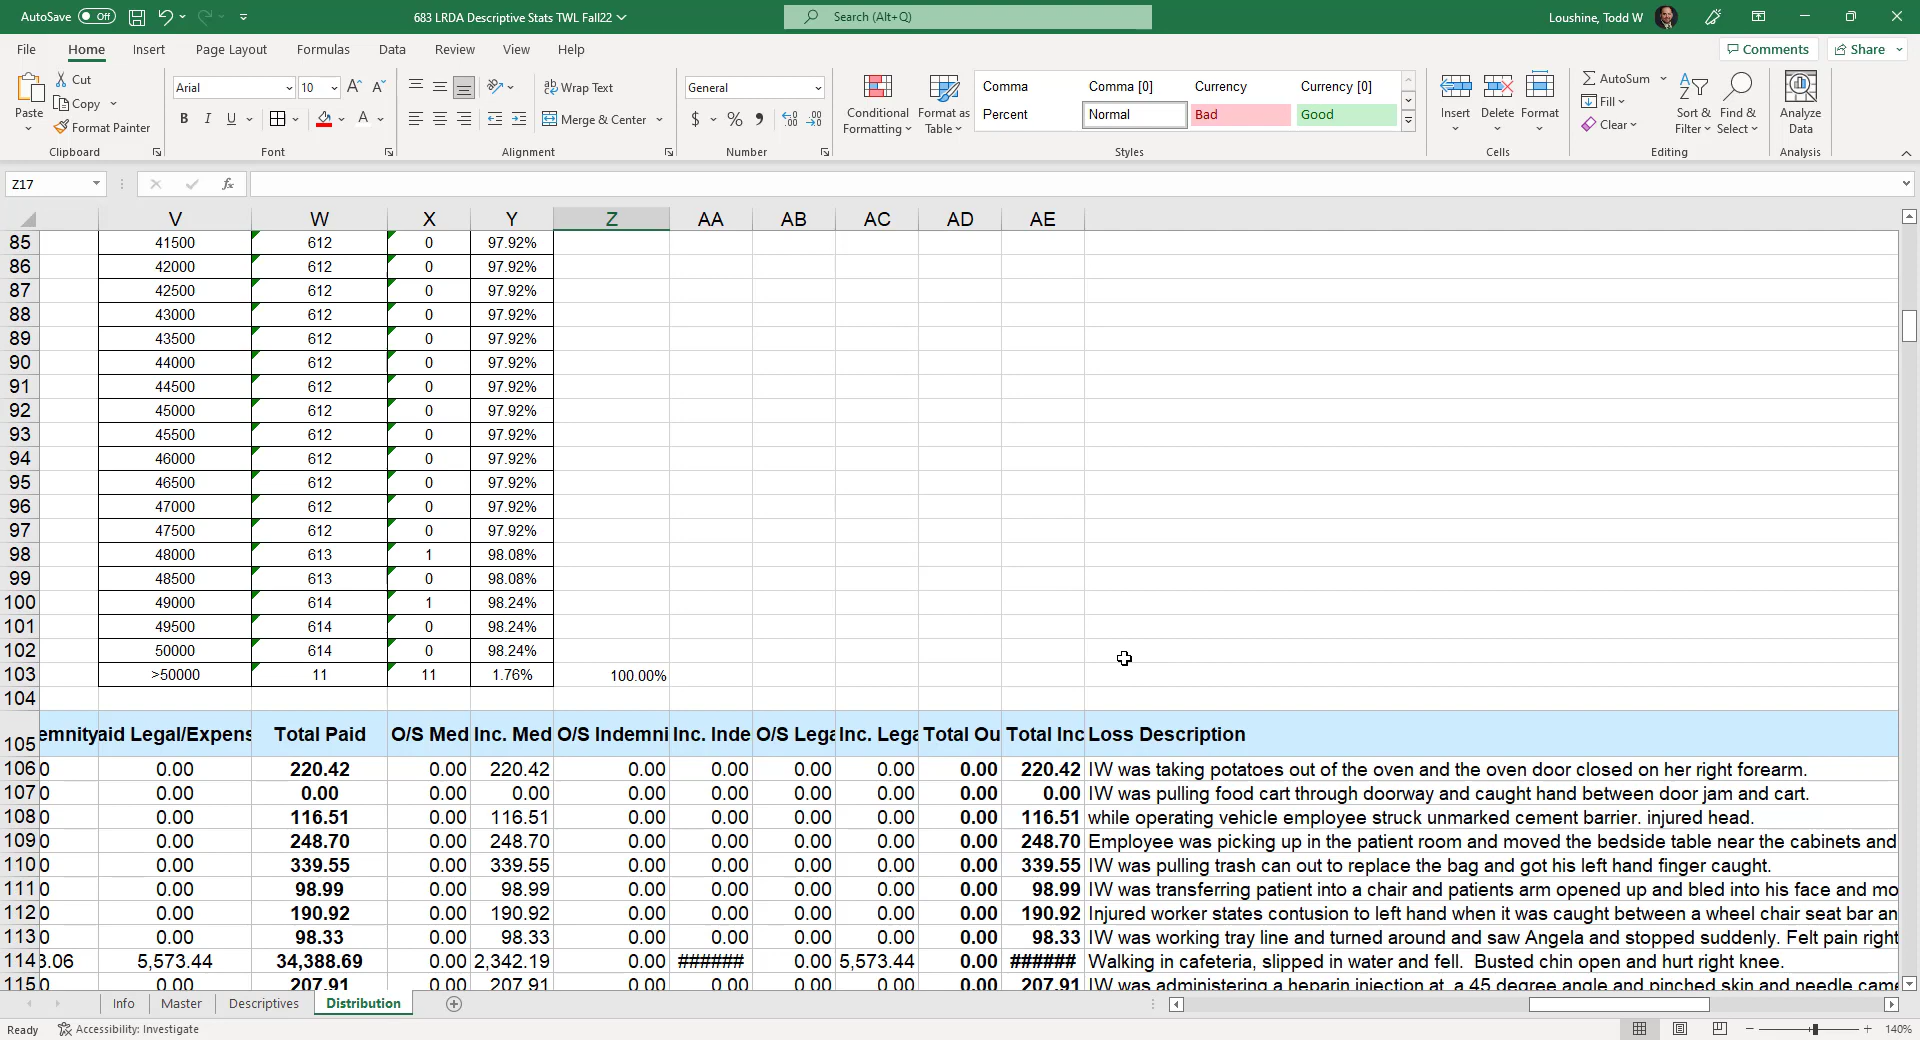 AutoSave Off 683 LRDA Descriptive Stats TWL Fall22 Search (Alt+Q) Loushine, Todd W
File Home Insert Page Layout Formulas Data Review View Help Comments Share
Paste Cut Copy Format Painter Clipboard
Arial 10 B I U Font
Wrap Text Merge & Center Alignment
General $ % Number
Conditional Formatting Format as Table
Comma Comma [0] Currency Currency [0]
Percent Normal Bad Good
Styles
Insert Delete Format Cells
AutoSum Fill Clear Sort & Filter Find & Select Editing
Analyze Data Analysis
Z17 fx
V W X Y Z AA AB AC AD AE
85 41500 612 0 97.92%
86 42000 612 0 97.92%
87 42500 612 0 97.92%
88 43000 612 0 97.92%
89 43500 612 0 97.92%
90 44000 612 0 97.92%
91 44500 612 0 97.92%
92 45000 612 0 97.92%
93 45500 612 0 97.92%
94 46000 612 0 97.92%
95 46500 612 0 97.92%
96 47000 612 0 97.92%
97 47500 612 0 97.92%
98 48000 613 1 98.08%
99 48500 613 0 98.08%
100 49000 614 1 98.24%
101 49500 614 0 98.24%
102 50000 614 0 98.24%
103 >50000 11 11 1.76% 100.00%
104
105 emnity aid Legal/Expens Total Paid O/S Med Inc. Med O/S Indemni Inc. Inde O/S Lega Inc. Lega Total Ou Total Inc Loss Description
106 0 0.00 220.42 0.00 220.42 0.00 0.00 0.00 0.00 0.00 220.42 IW was taking potatoes out of the oven and the oven door closed on her right forearm.
107 0 0.00 0.00 0.00 0.00 0.00 0.00 0.00 0.00 0.00 0.00 IW was pulling food cart through doorway and caught hand between door jam and cart.
108 0 0.00 116.51 0.00 116.51 0.00 0.00 0.00 0.00 0.00 116.51 while operating vehicle employee struck unmarked cement barrier. injured head.
109 0 0.00 248.70 0.00 248.70 0.00 0.00 0.00 0.00 0.00 248.70 Employee was picking up in the patient room and moved the bedside table near the cabinets and
110 0 0.00 339.55 0.00 339.55 0.00 0.00 0.00 0.00 0.00 339.55 IW was pulling trash can out to replace the bag and got his left hand finger caught.
111 0 0.00 98.99 0.00 98.99 0.00 0.00 0.00 0.00 0.00 98.99 IW was transferring patient into a chair and patients arm opened up and bled into his face and mo
112 0 0.00 190.92 0.00 190.92 0.00 0.00 0.00 0.00 0.00 190.92 Injured worker states contusion to left hand when it was caught between a wheel chair seat bar an
113 0 0.00 98.33 0.00 98.33 0.00 0.00 0.00 0.00 0.00 98.33 IW was working tray line and turned around and saw Angela and stopped suddenly. Felt pain right
114 3.06 5,573.44 34,388.69 0.00 2,342.19 0.00 ###### 0.00 5,573.44 0.00 ###### Walking in cafeteria, slipped in water and fell. Busted chin open and hurt right knee.
115 0 0.00 207.91 0.00 207.91 0.00 0.00 0.00 0.00 0.00 207.91 IW was administering a heparin injection at a 45 degree angle and pinched skin and needle came
Info Master Descriptives Distribution
Ready Accessibility: Investigate 140%